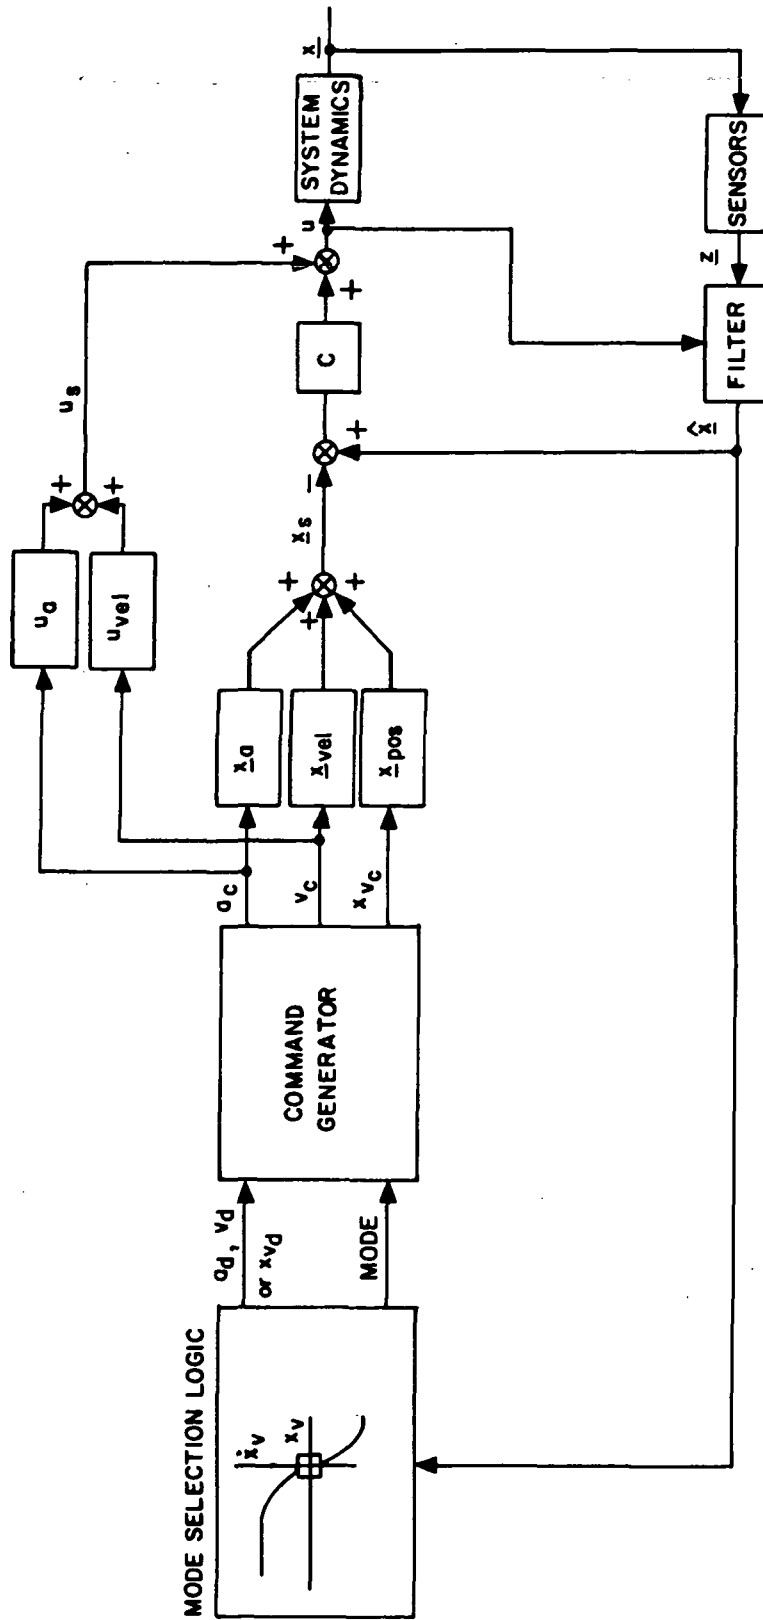 MODE SELECTION LOGIC
ẋv
xv
ad, vd
or xvd
MODE
COMMAND
GENERATOR
ac
vc
xvc
ua
uvel
+
+
us
xa
xvel
xpos
+
+
+
xs
-
+
C
+
+
u
SYSTEM
DYNAMICS
x
SENSORS
z
FILTER
x̂